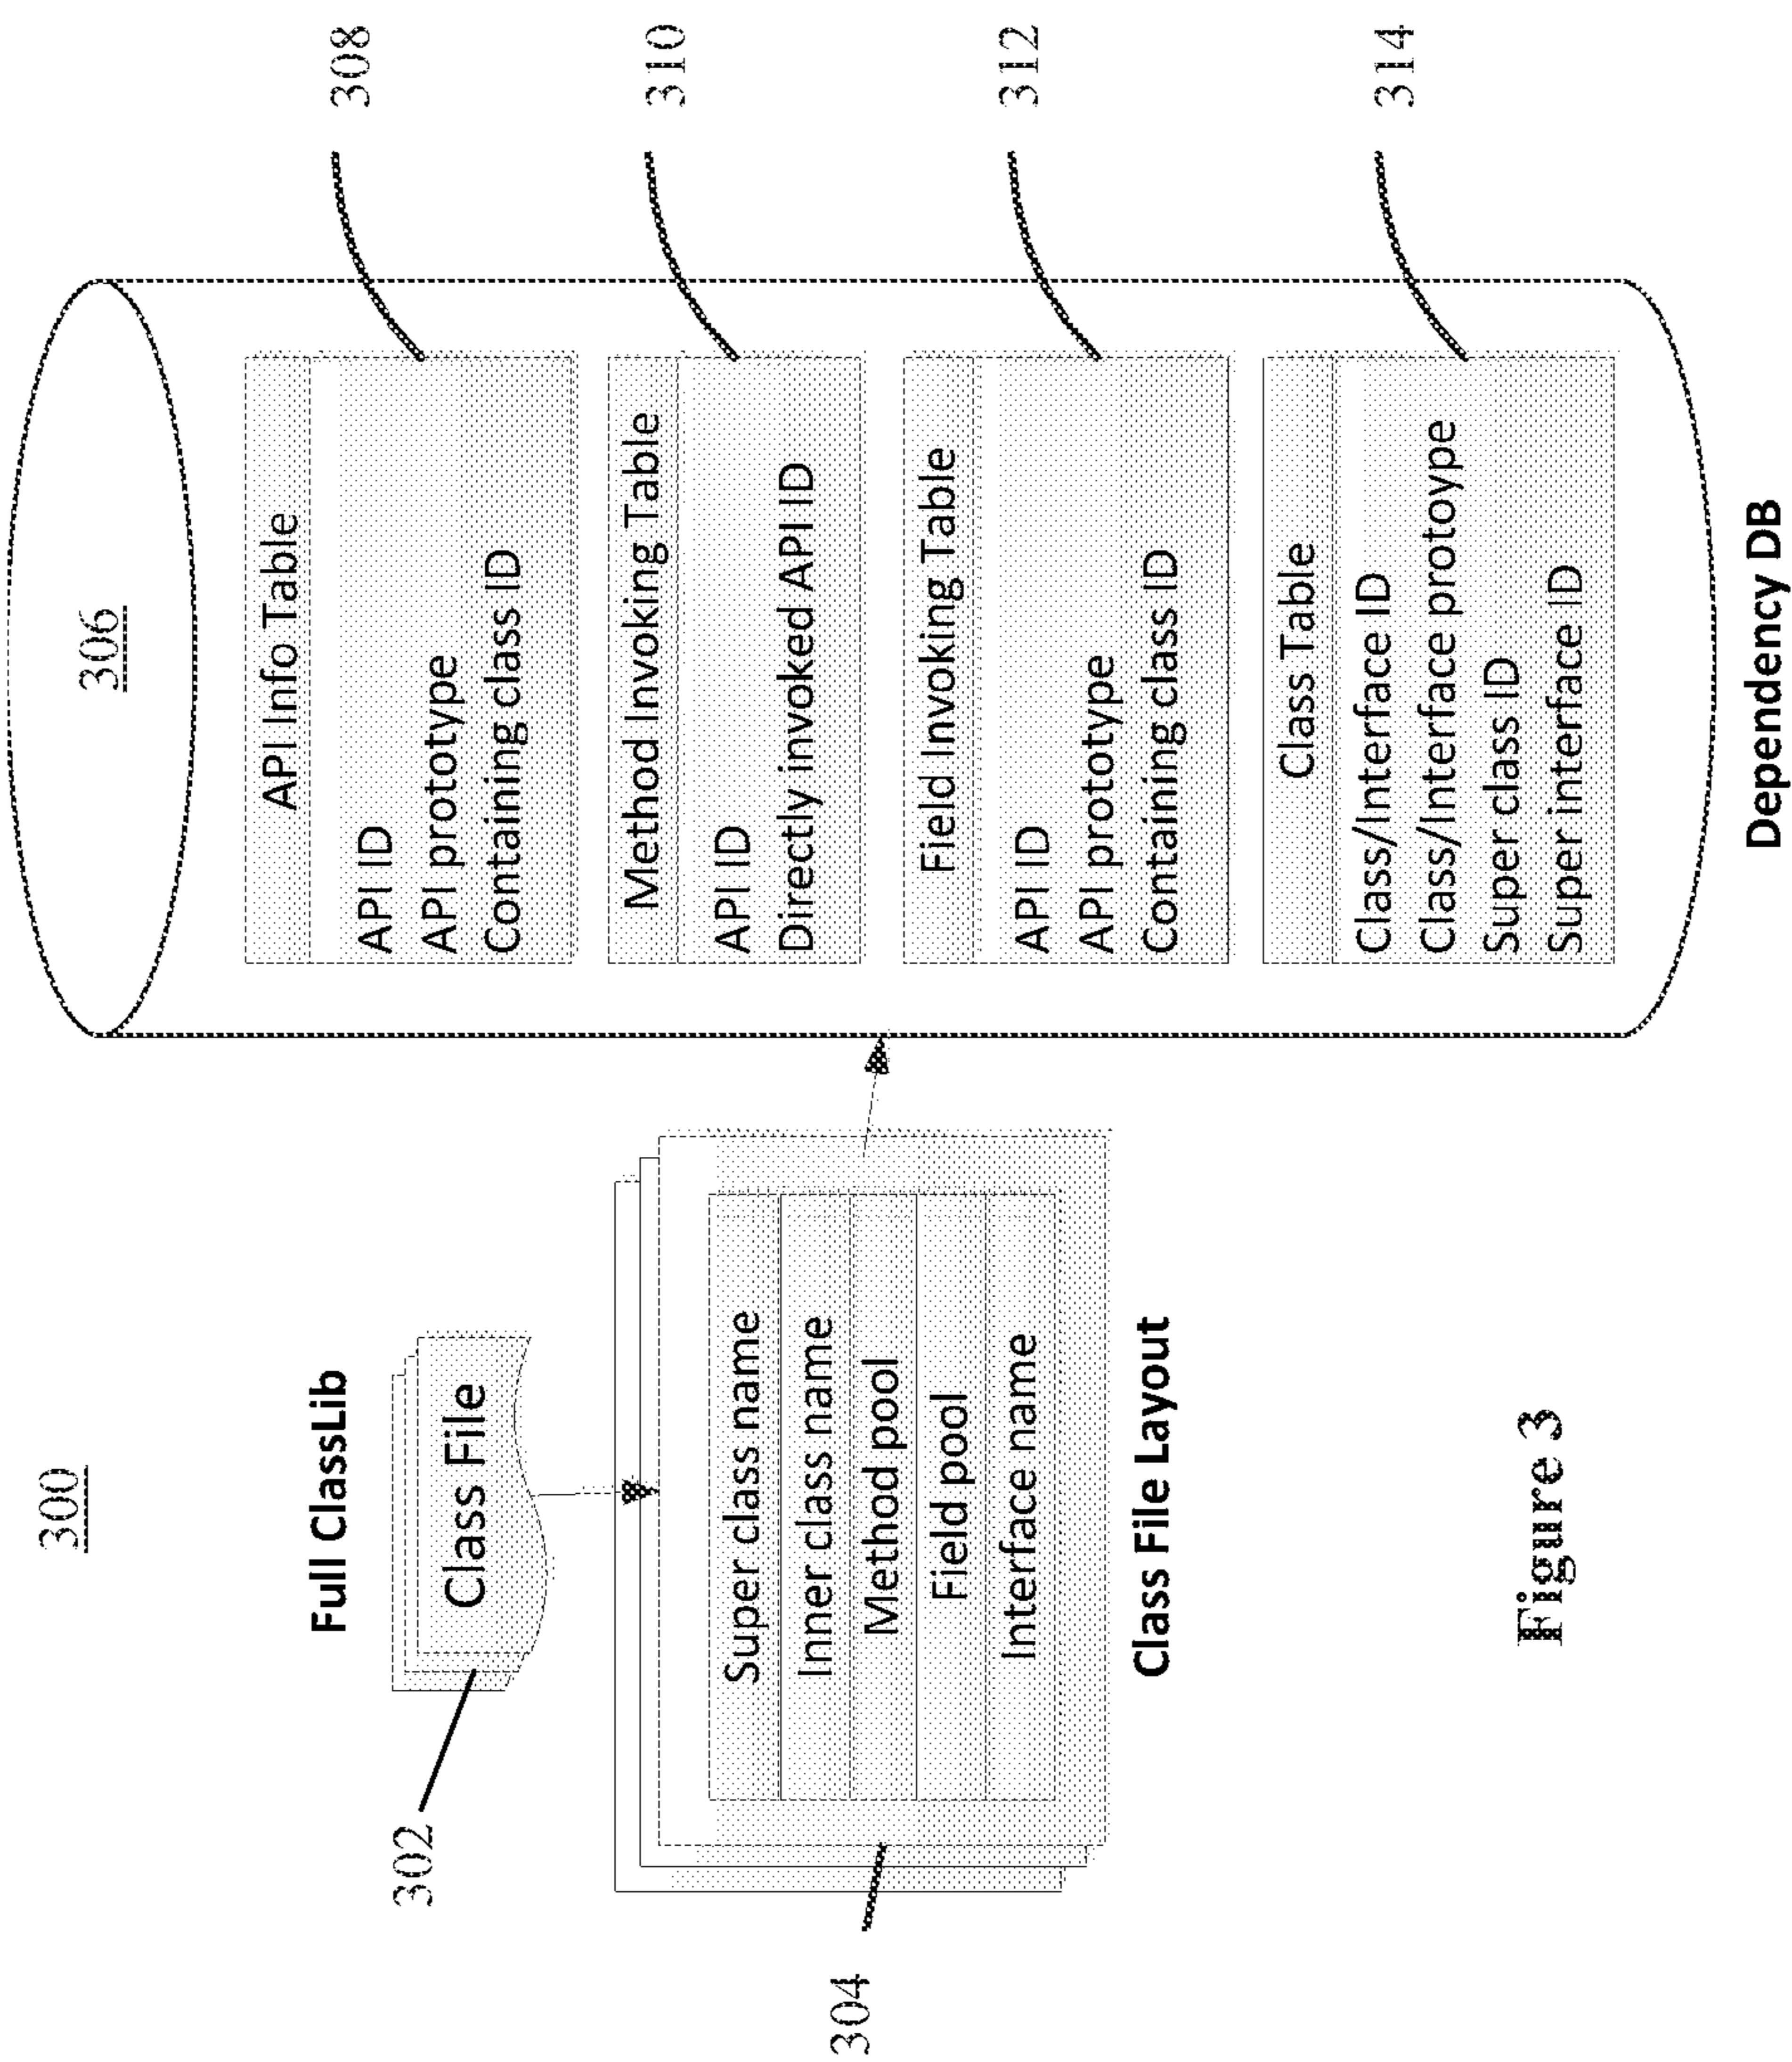 300
Full ClassLib
Class File
302
304
Super class name
Inner class name
Method pool
Field pool
Interface name
Class File Layout
306
API Info Table
API ID
API prototype
Containing class ID
308
Method Invoking Table
API ID
Directly invoked API ID
310
Field Invoking Table
API ID
API prototype
Containing class ID
312
Class Table
Class/Interface ID
Class/Interface protoype
Super class ID
Super interface ID
314
Dependency DB
Figure 3